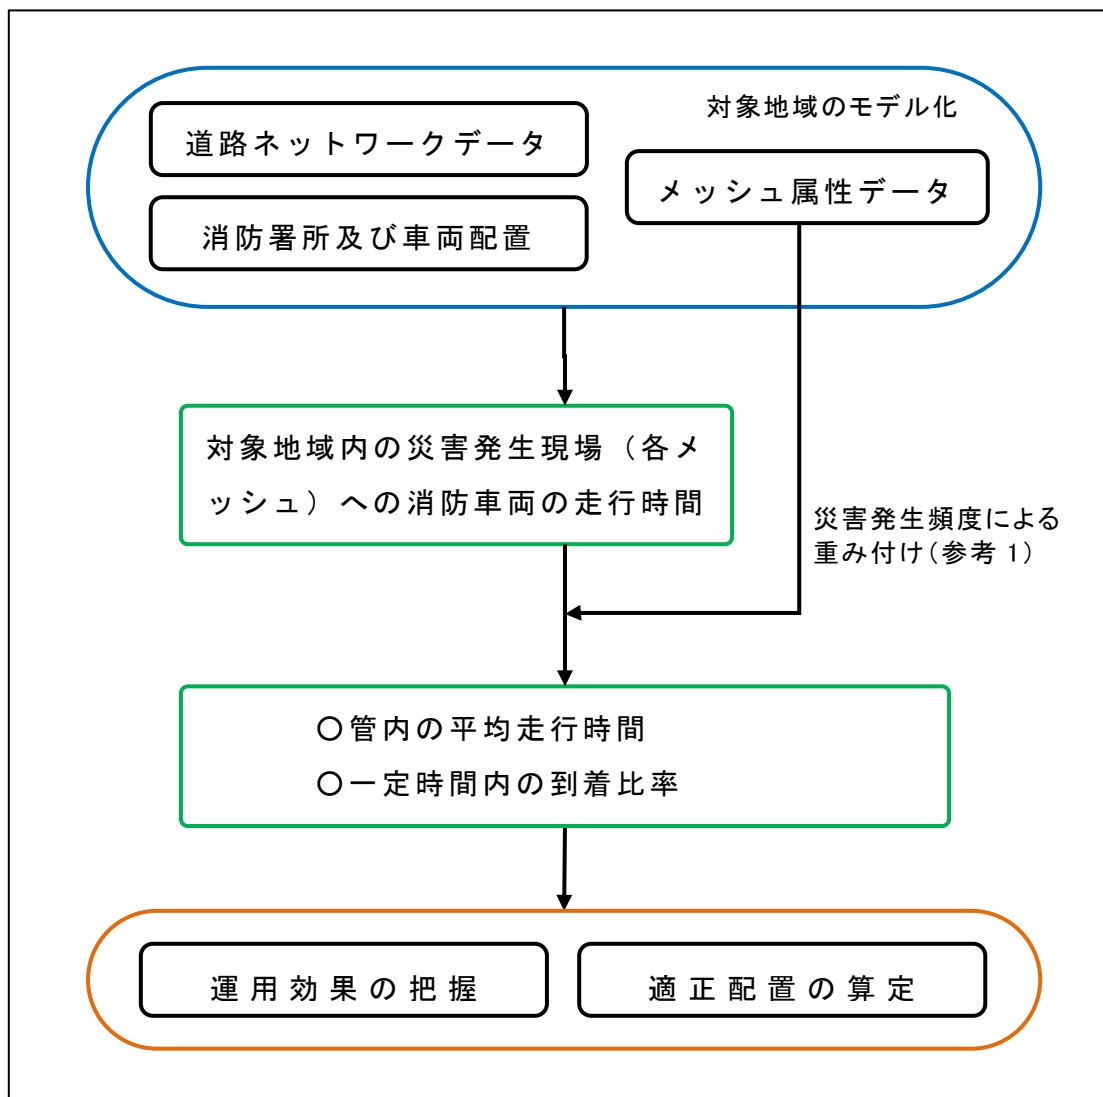 対象地域のモデル化
道路ネットワークデータ
メッシュ属性データ
消防署所及び車両配置
対象地域内の災害発生現場（各メ
ッシュ）への消防車両の走行時間
災害発生頻度による
重み付け（参考 1）
〇管内の平均走行時間
〇一定時間内の到着比率
運用効果の把握
適正配置の算定